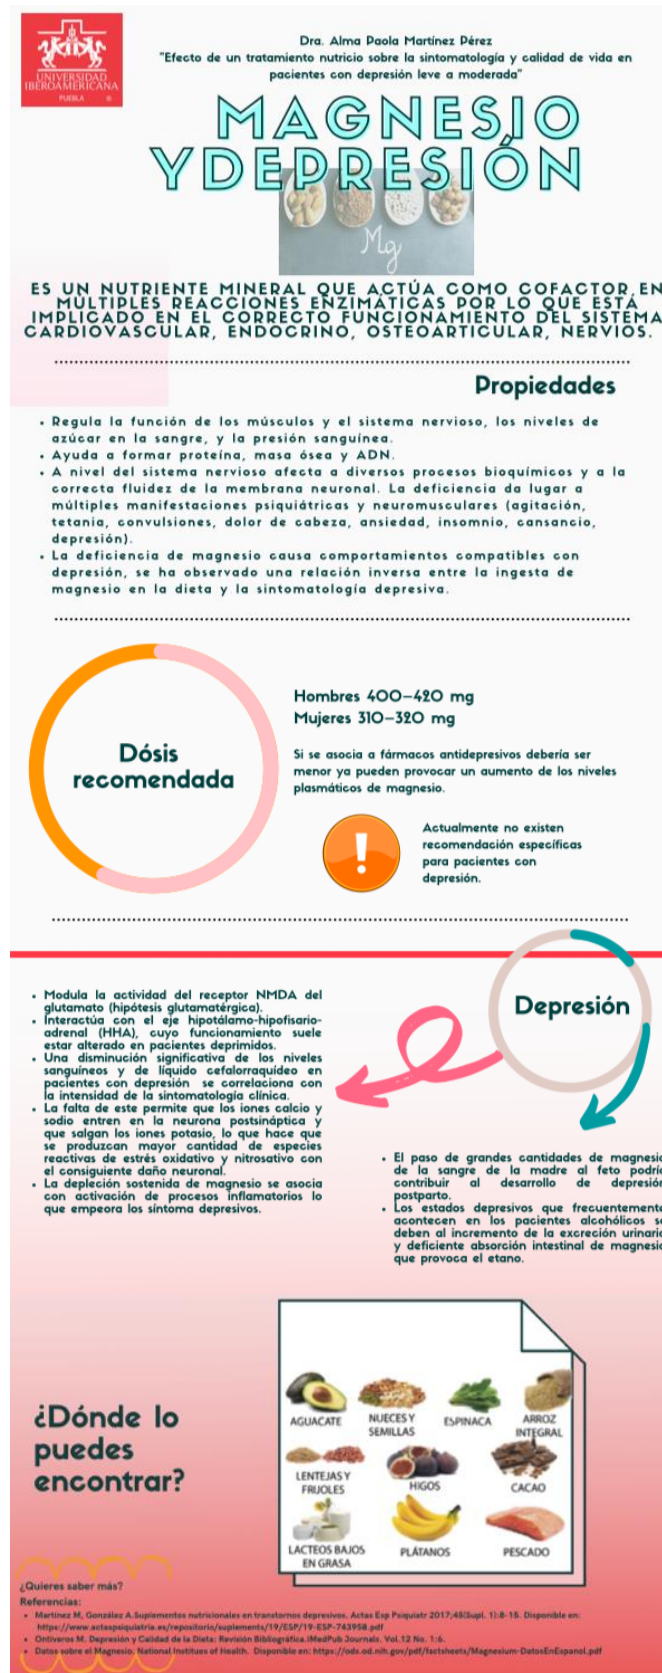 UNIVERSIDAD
IBEROAMERICANA
PUEBLA ®
Dra. Alma Paola Martínez Pérez
"Efecto de un tratamiento nutricio sobre la sintomatología y calidad de vida en
pacientes con depresión leve a moderada"
MAGNESIO
YDEPRESIÓN
Mg
ES UN NUTRIENTE MINERAL QUE ACTÚA COMO COFACTOR EN
MÚLTIPLES REACCIONES ENZIMÁTICAS POR LO QUE ESTÁ
IMPLICADO EN EL CORRECTO FUNCIONAMIENTO DEL SISTEMA
CARDIOVASCULAR, ENDOCRINO, OSTEOARTICULAR, NERVIOS.
Propiedades
• Regula la función de los músculos y el sistema nervioso, los niveles de
azúcar en la sangre, y la presión sanguínea.
• Ayuda a formar proteína, masa ósea y ADN.
• A nivel del sistema nervioso afecta a diversos procesos bioquímicos y a la
correcta fluidez de la membrana neuronal. La deficiencia da lugar a
múltiples manifestaciones psiquiátricas y neuromusculares (agitación,
tetania, convulsiones, dolor de cabeza, ansiedad, insomnio, cansancio,
depresión).
• La deficiencia de magnesio causa comportamientos compatibles con
depresión, se ha observado una relación inversa entre la ingesta de
magnesio en la dieta y la sintomatología depresiva.
Dósis
recomendada
Hombres 400-420 mg
Mujeres 310-320 mg
Si se asocia a fármacos antidepresivos debería ser
menor ya pueden provocar un aumento de los niveles
plasmáticos de magnesio.
!
Actualmente no existen
recomendación específicas
para pacientes con
depresión.
Depresión
• Modula la actividad del receptor NMDA del
glutamato (hipótesis glutamatérgica).
• Interactúa con el eje hipotálamo-hipofisario-
adrenal (HHA), cuyo funcionamiento suele
estar alterado en pacientes deprimidos.
• Una disminución significativa de los niveles
sanguíneos y de líquido cefalorraquídeo en
pacientes con depresión se correlaciona con
la intensidad de la sintomatología clínica.
• La falta de este permite que los iones calcio y
sodio entren en la neurona postsináptica y
que salgan los iones potasio, lo que hace que
se produzcan mayor cantidad de especies
reactivas de estrés oxidativo y nitrosativo con
el consiguiente daño neuronal.
• La depleción sostenida de magnesio se asocia
con activación de procesos inflamatorios lo
que empeora los síntoma depresivos.
• El paso de grandes cantidades de magnesio
de la sangre de la madre al feto podría
contribuir al desarrollo de depresión
postparto.
• Los estados depresivos que frecuentemente
acontecen en los pacientes alcohólicos se
deben al incremento de la excreción urinaria
y deficiente absorción intestinal de magnesio
que provoca el etano.
¿Dónde lo
puedes
encontrar?
AGUACATE
NUECES Y
SEMILLAS
ESPINACA
ARROZ
INTEGRAL
LENTEJAS Y
FRIJOLES
HIGOS
CACAO
LACTEOS BAJOS
EN GRASA
PLÁTANOS
PESCADO
¿Quieres saber más?
Referencias:
• Martínez M, González A.Suplementos nutricionales en transtornos depresivos. Actas Esp Psiquiatr 2017;45(Supl. 1):8-15. Disponible en:
https://www.actaspsiquiatria.es/repositorio/suplements/19/ESP/19-ESP-743958.pdf
• Ontiveros M. Depresión y Calidad de la Dieta: Revisión Bibliográfica.iMedPub Journals. Vol.12 No. 1:6.
• Datos sobre el Magnesio. National Institues of Health. Disponible en: https://ods.od.nih.gov/pdf/factsheets/Magnesium-DatosEnEspanol.pdf